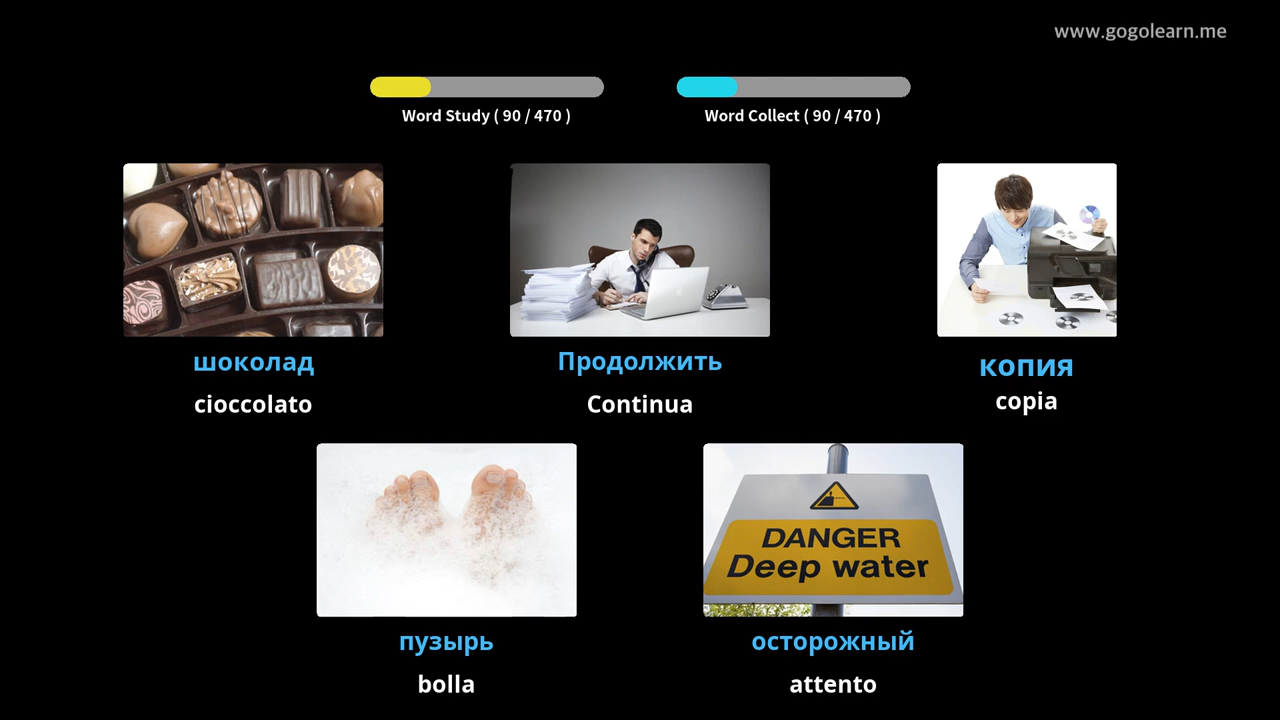 www.gogolearn.me
Word Study ( 90 / 470 )
Word Collect ( 90 / 470 )
шоколад
Продолжить
копия
cioccolato
Continua
copia
DANGER
Deep water
пузырь
осторожный
bolla
attento